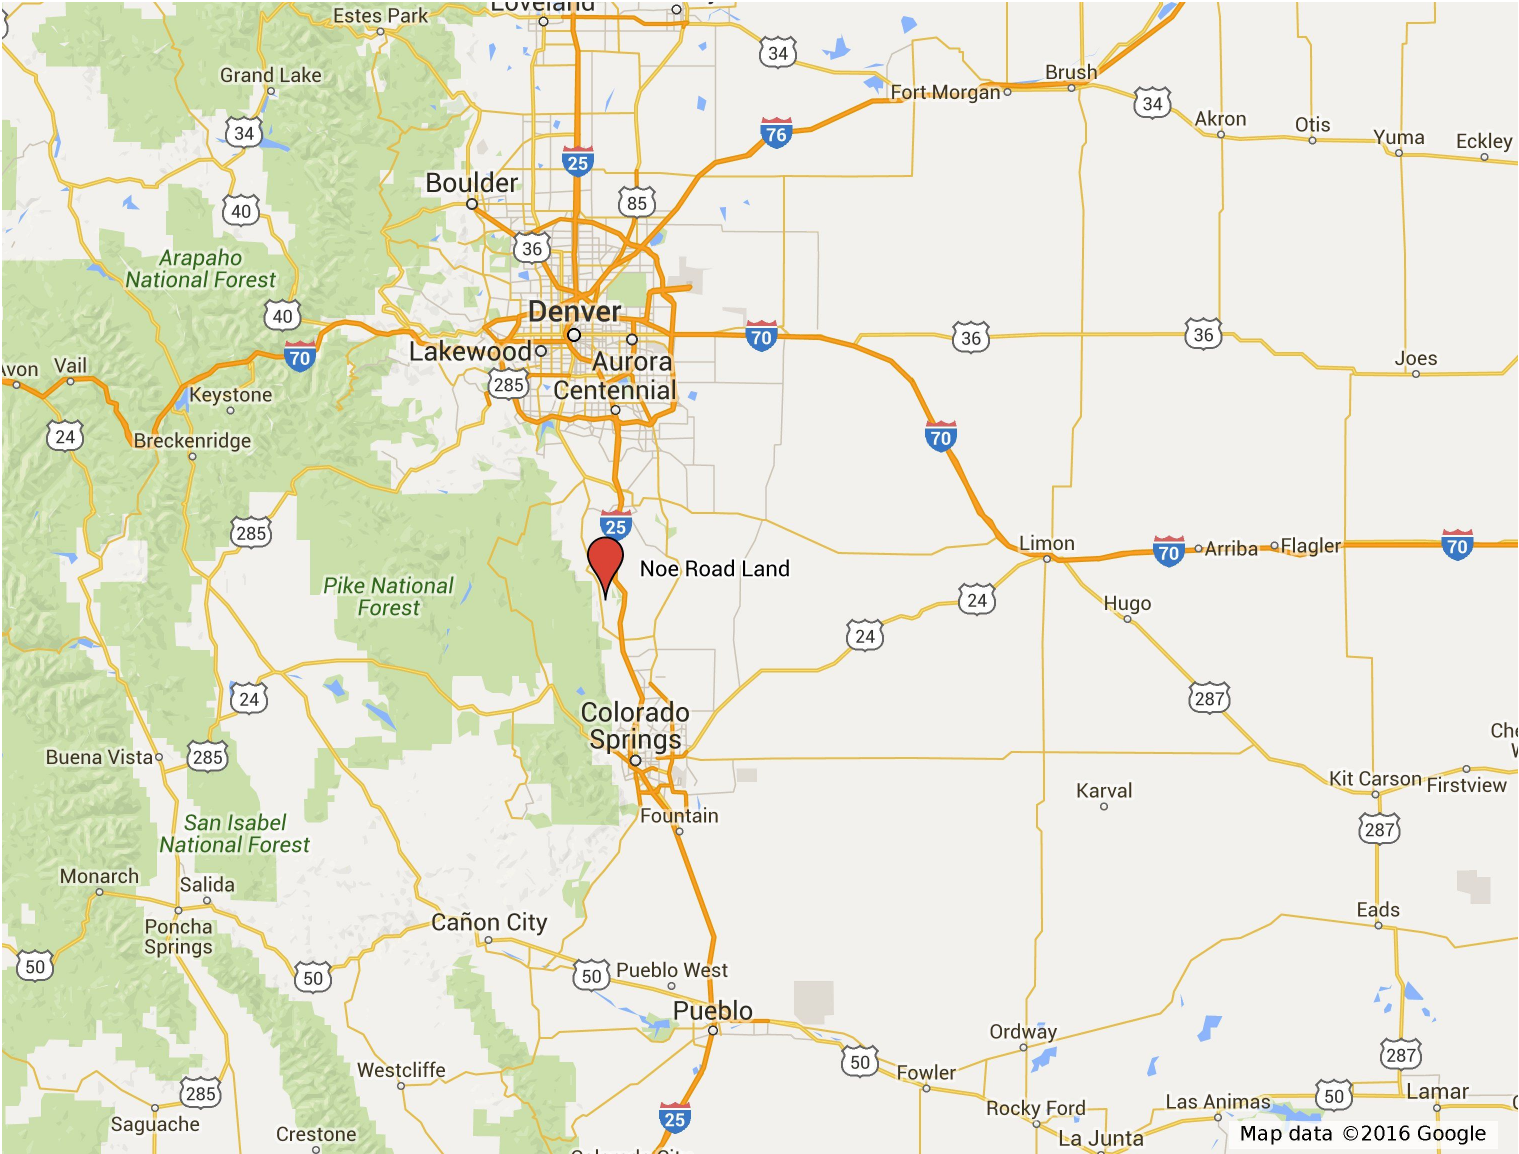 Estes Park
Loveland
34
Grand Lake
Brush
Fort Morgan
34
34
76
Akron
Otis
Yuma
Eckley
25
Boulder
85
40
36
Arapaho
National Forest
40
Denver
70
70
36
36
Lakewood
Aurora
Centennial
285
Joes
Avon
Vail
Keystone
24
Breckenridge
70
285
25
Limon
70
Arriba
Flagler
70
Noe Road Land
Pike National
Forest
24
Hugo
24
24
287
Colorado
Springs
Buena Vista
285
Kit Carson
Firstview
Karval
Fountain
287
San Isabel
National Forest
Monarch
Salida
Poncha
Springs
Cañon City
Eads
50
50
50
Pueblo West
Pueblo
Ordway
50
287
Westcliffe
Fowler
285
Saguache
25
Rocky Ford
Las Animas
50
Lamar
Crestone
La Junta
Map data ©2016 Google